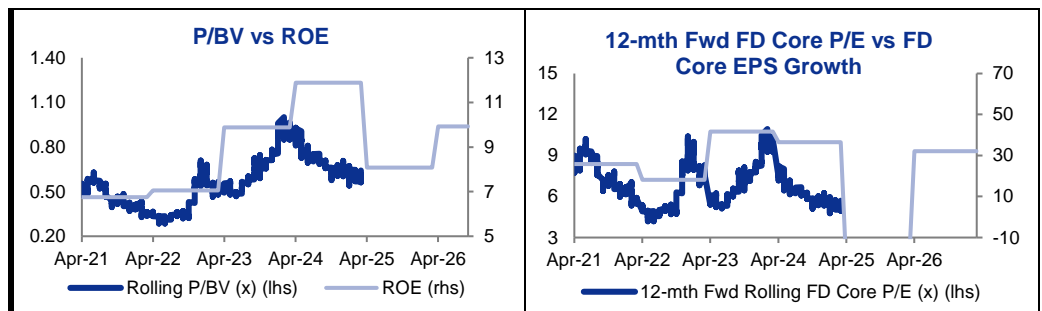 P/BV vs ROE
1.40
1.10
0.80
0.50
0.20
13
11
9
7
5
Apr-21 Apr-22 Apr-23 Apr-24 Apr-25 Apr-26
Rolling P/BV (x) (lhs) ROE (rhs)
12-mth Fwd FD Core P/E vs FD
Core EPS Growth
15
12
9
6
3
70
50
30
10
-10
Apr-21 Apr-22 Apr-23 Apr-24 Apr-25 Apr-26
12-mth Fwd Rolling FD Core P/E (x) (lhs)